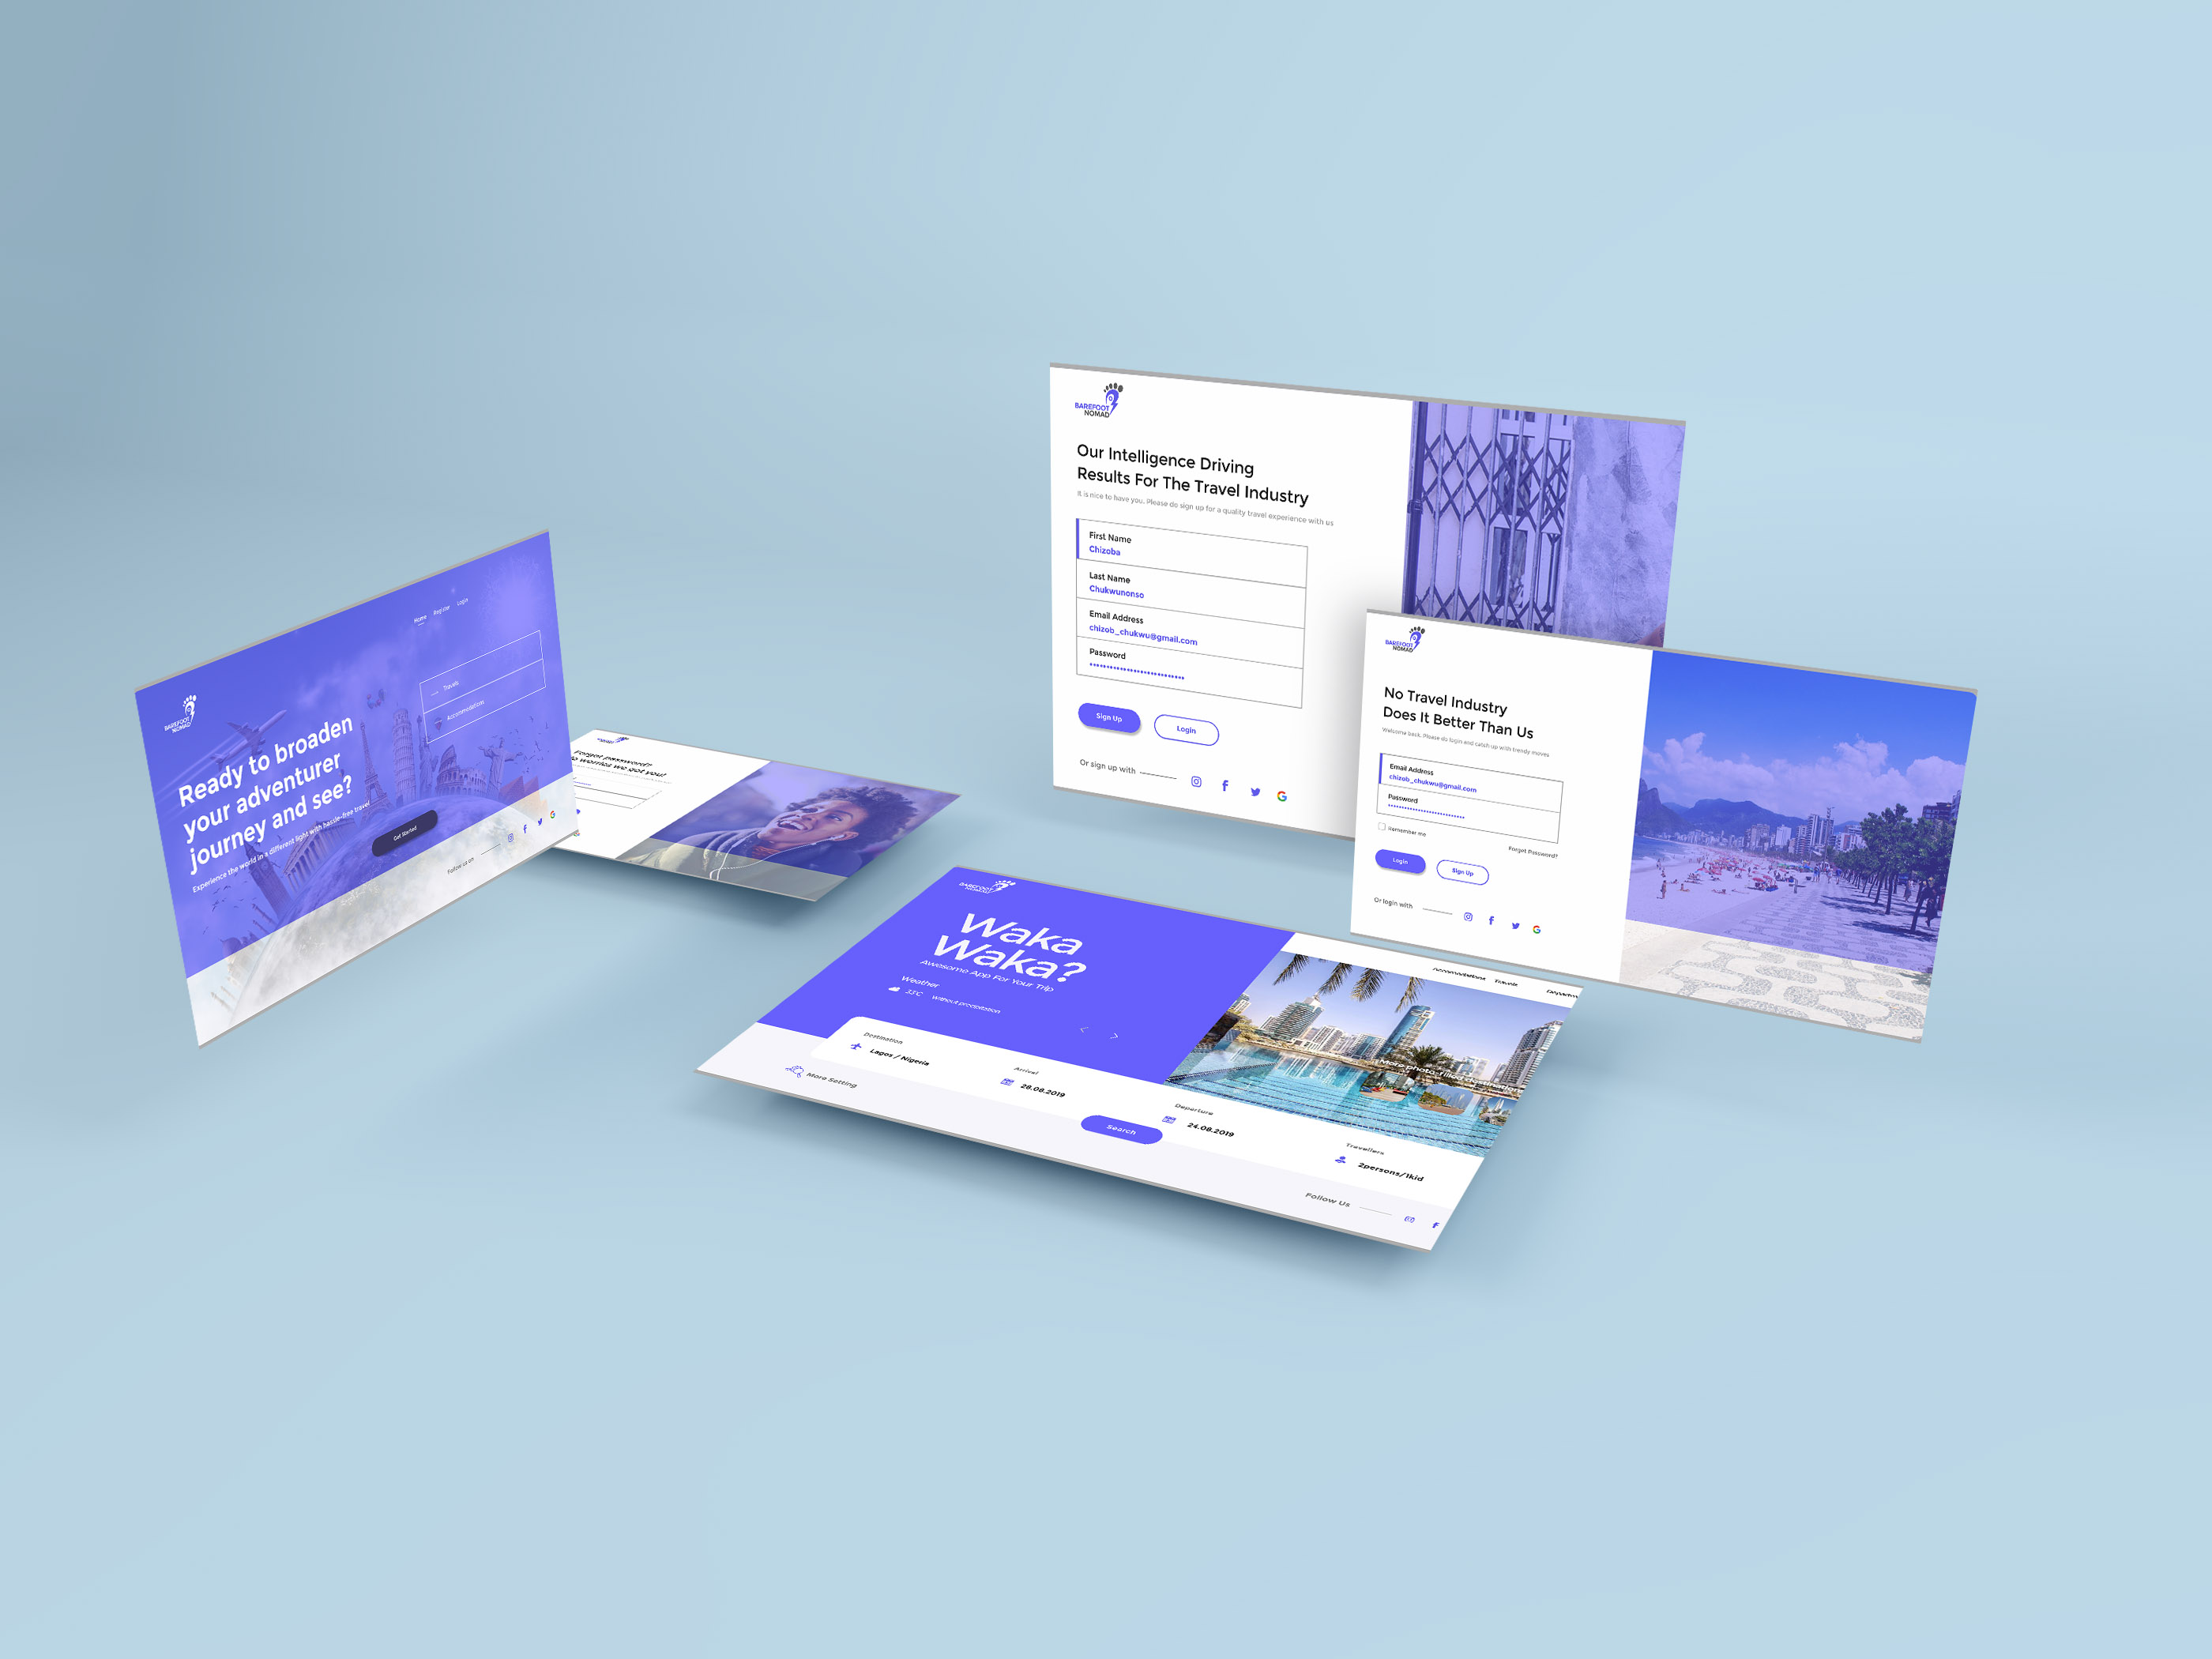 BAREFOOT
NOMAD
Home Register Login
Travels
Accommodations
Ready to broaden
your adventurer
journey and see?
Experience the world in a different light with hassle-free travel
Get Started
Follow us on
Forgot password?
o worries we got you!
BAREFOOT
NOMAD
Our Intelligence Driving
Results For The Travel Industry
It is nice to have you. Please do sign up for a quality travel experience with us
First Name
Chizoba
Last Name
Chukwunonso
Email Address
chizob_chukwu@gmail.com
Password
Sign Up Login
Or sign up with
BAREFOOT
NOMAD
No Travel Industry
Does It Better Than Us
Welcome back. Please do login and catch up with trendy moves
Email Address
chizob_chukwu@gmail.com
Password
Remember me
Forgot Password?
Login Sign Up
Or login with
BAREFOOT
NOMAD
Accommodations Travels Departm
Waka
Waka?
Awesome App For Your Trip
Weather
33°C Without precipitation
Destination
Lagos / Nigeria
Arrival
28.08.2019
Departure
24.08.2019
Travellers
2persons/1kid
More Setting
Search
Follow Us